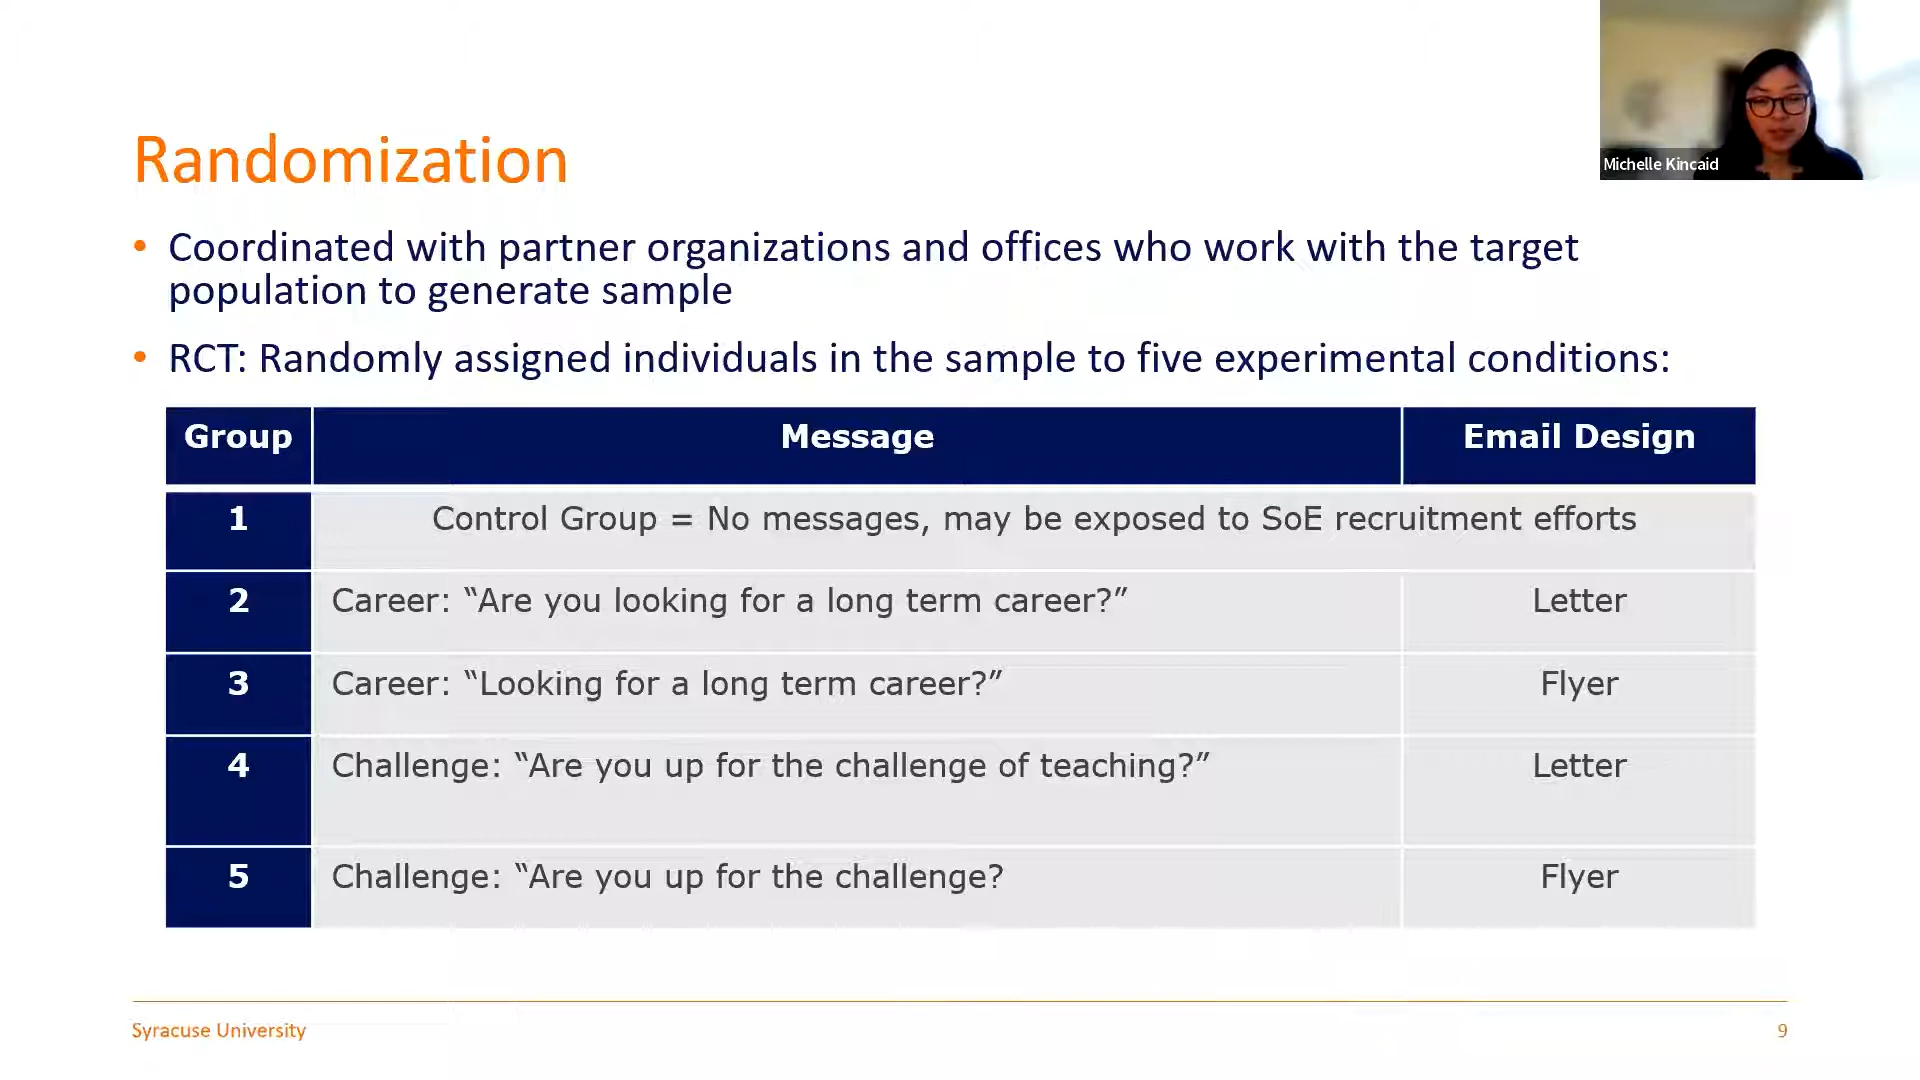 Michelle Kincaid
Randomization
• Coordinated with partner organizations and offices who work with the target
population to generate sample
• RCT: Randomly assigned individuals in the sample to five experimental conditions:
Group Message Email Design
1 Control Group = No messages, may be exposed to SoE recruitment efforts
2 Career: “Are you looking for a long term career?” Letter
3 Career: “Looking for a long term career?” Flyer
4 Challenge: “Are you up for the challenge of teaching?” Letter
5 Challenge: “Are you up for the challenge? Flyer
Syracuse University 9